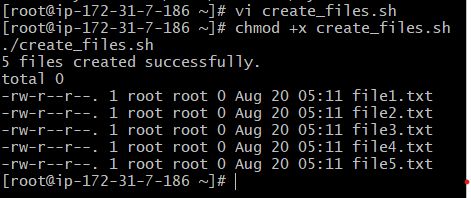 [root@ip-172-31-7-186 ~]# vi create_files.sh
[root@ip-172-31-7-186 ~]# chmod +x create_files.sh
./create_files.sh
5 files created successfully.
total 0
-rw-r--r--. 1 root root 0 Aug 20 05:11 file1.txt
-rw-r--r--. 1 root root 0 Aug 20 05:11 file2.txt
-rw-r--r--. 1 root root 0 Aug 20 05:11 file3.txt
-rw-r--r--. 1 root root 0 Aug 20 05:11 file4.txt
-rw-r--r--. 1 root root 0 Aug 20 05:11 file5.txt
[root@ip-172-31-7-186 ~]#